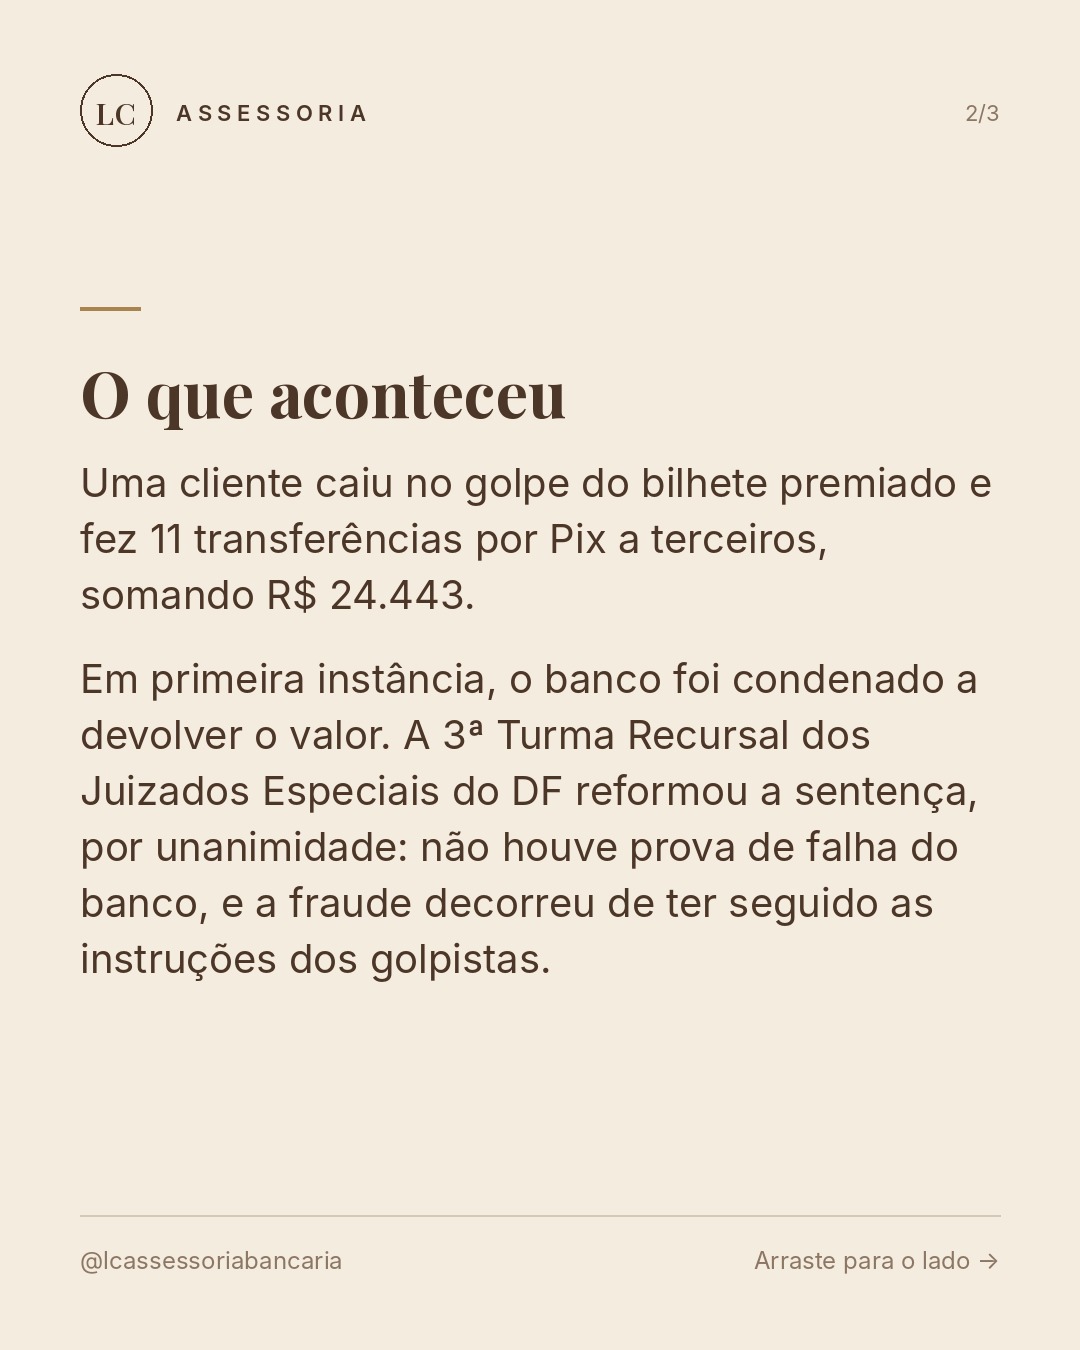 LC ASSESSORIA 2/3
O que aconteceu
Uma cliente caiu no golpe do bilhete premiado e
fez 11 transferências por Pix a terceiros,
somando R$ 24.443.
Em primeira instância, o banco foi condenado a
devolver o valor. A 3ª Turma Recursal dos
Juizados Especiais do DF reformou a sentença,
por unanimidade: não houve prova de falha do
banco, e a fraude decorreu de ter seguido as
instruções dos golpistas.
@lcassessoriabancaria Arraste para o lado →